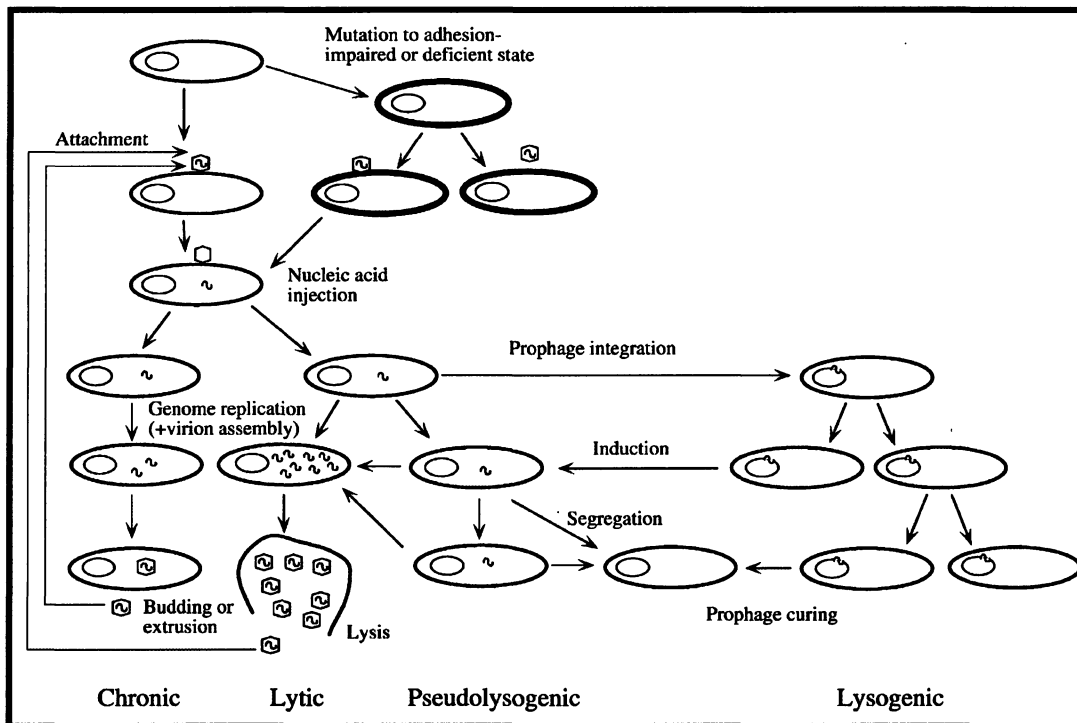 Mutation to adhesion-
impaired or deficient state
Attachment
Nucleic acid
injection
Prophage integration
Genome replication
(+virion assembly)
Induction
Segregation
Budding or
extrusion
Lysis
Prophage curing
Chronic
Lytic
Pseudolysogenic
Lysogenic